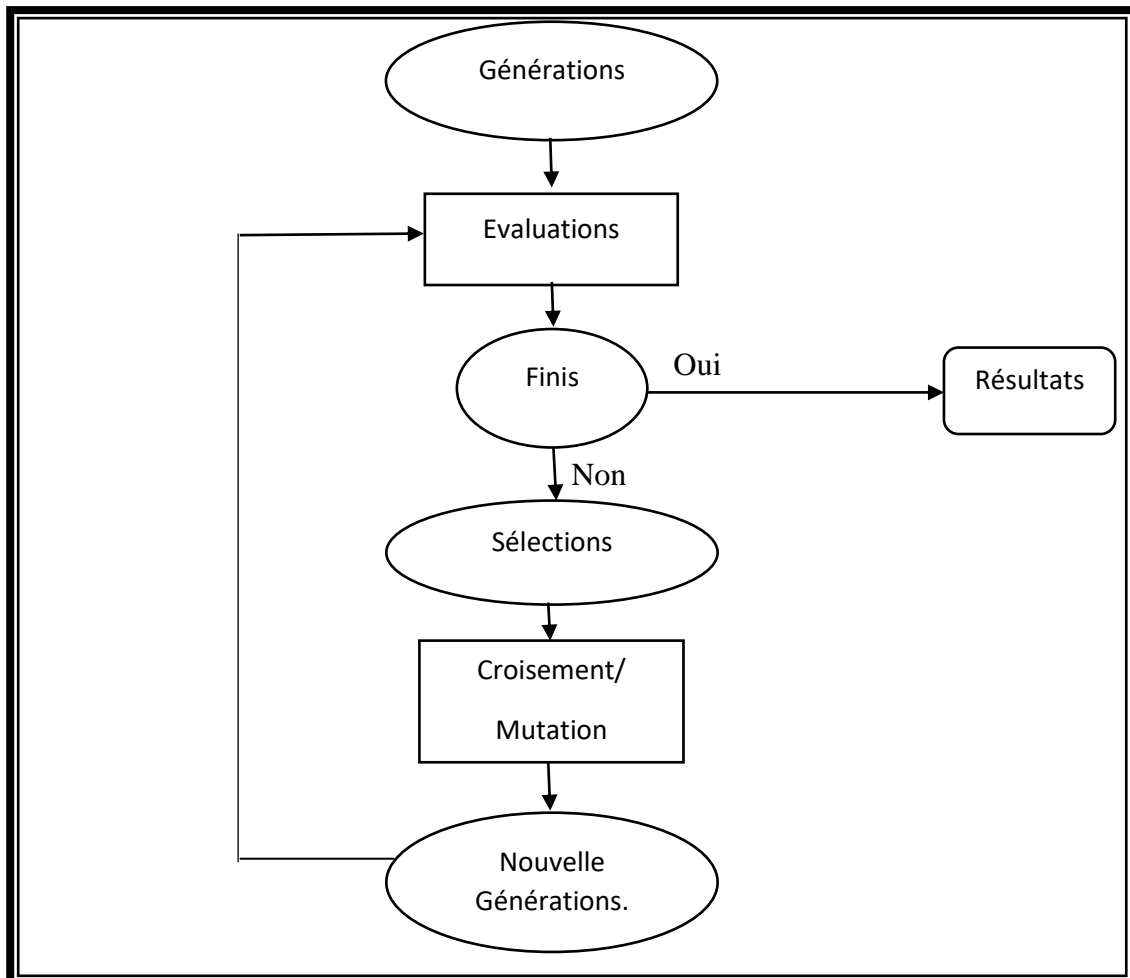 Générations
Evaluations
Finis
Oui
Résultats
Non
Sélections
Croisement/
Mutation
Nouvelle
Générations.